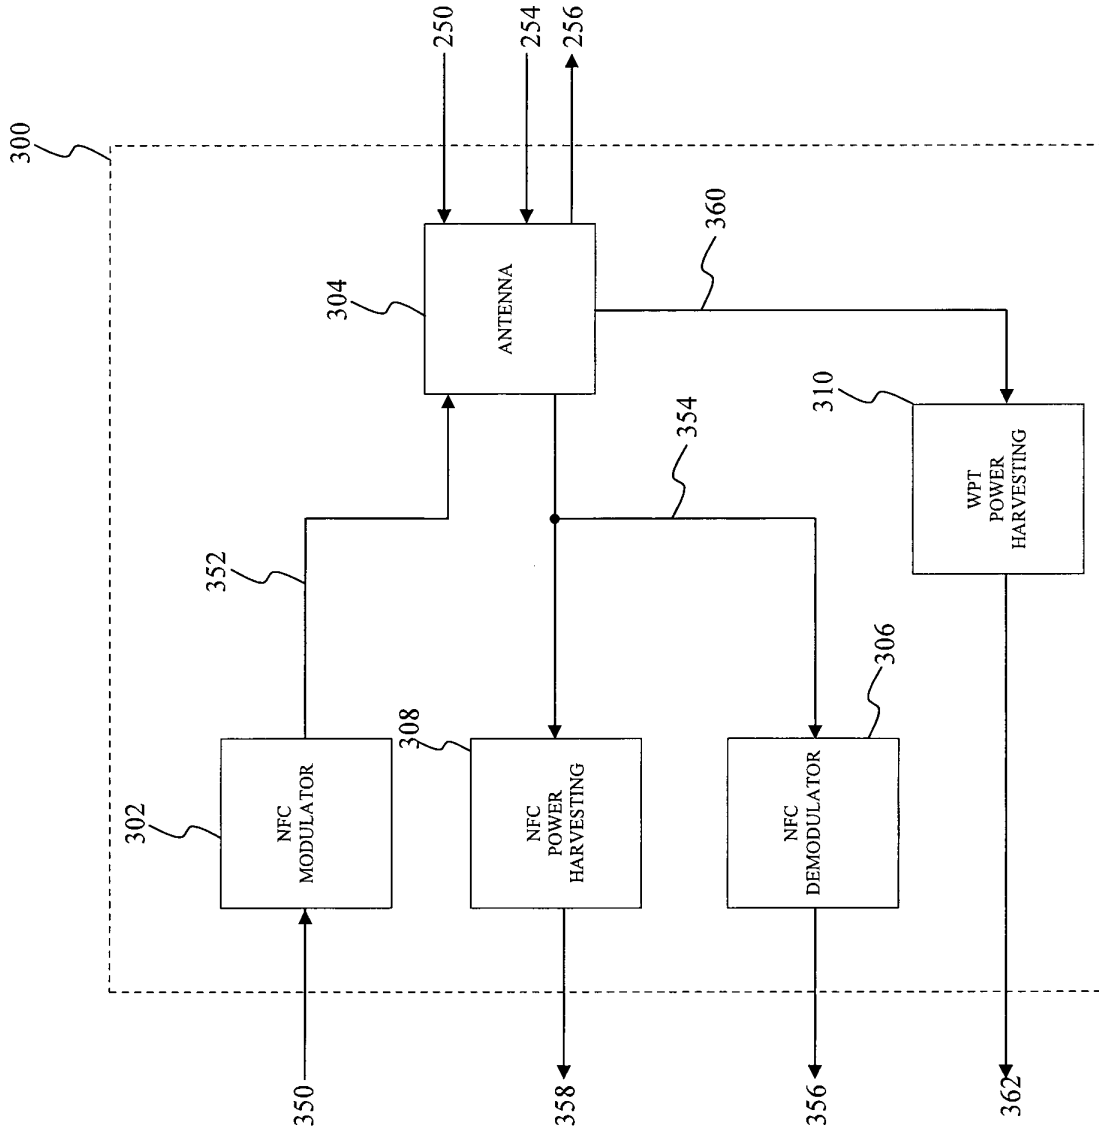 300
250
254
256
304
ANTENNA
360
352
354
310
WPT
POWER
HARVESTING
302
NFC
MODULATOR
308
NFC
POWER
HARVESTING
306
NFC
DEMODULATOR
350
358
356
362